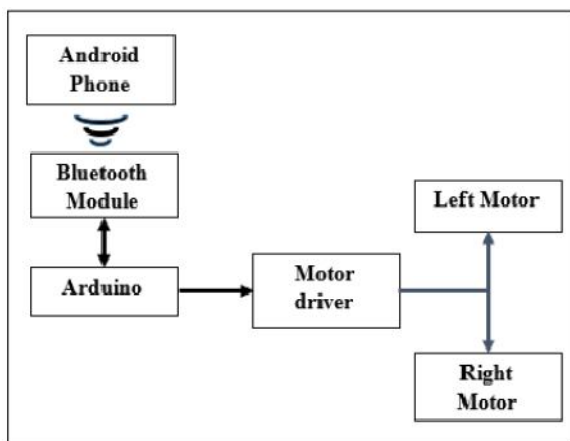 Android
Phone
Bluetooth
Module
Arduino
Motor
driver
Left Motor
Right
Motor